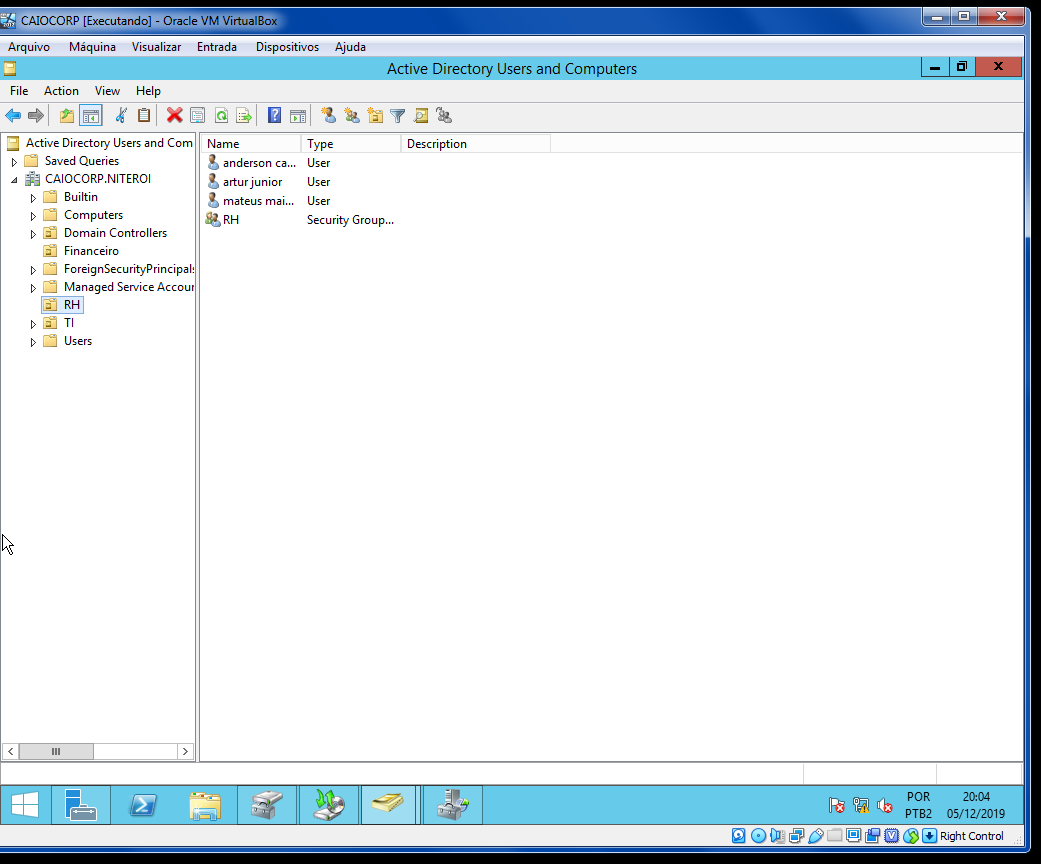 CAIOCORP [Executando] - Oracle VM VirtualBox
Arquivo Máquina Visualizar Entrada Dispositivos Ajuda
Active Directory Users and Computers
File Action View Help
Active Directory Users and Com
Saved Queries
CAIOCORP.NITEROI
Builtin
Computers
Domain Controllers
Financeiro
ForeignSecurityPrincipals
Managed Service Accour
RH
TI
Users
Name Type Description
anderson ca... User
artur junior User
mateus mai... User
RH Security Group...
POR 20:04
PTB2 05/12/2019
Right Control